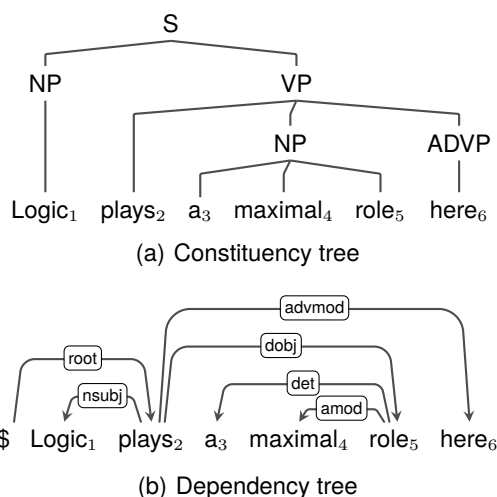 S
NP VP
NP ADVP
Logic₁ plays₂ a₃ maximal₄ role₅ here₆
(a) Constituency tree
advmod
root dobj
nsubj det
amod
$ Logic₁ plays₂ a₃ maximal₄ role₅ here₆
(b) Dependency tree